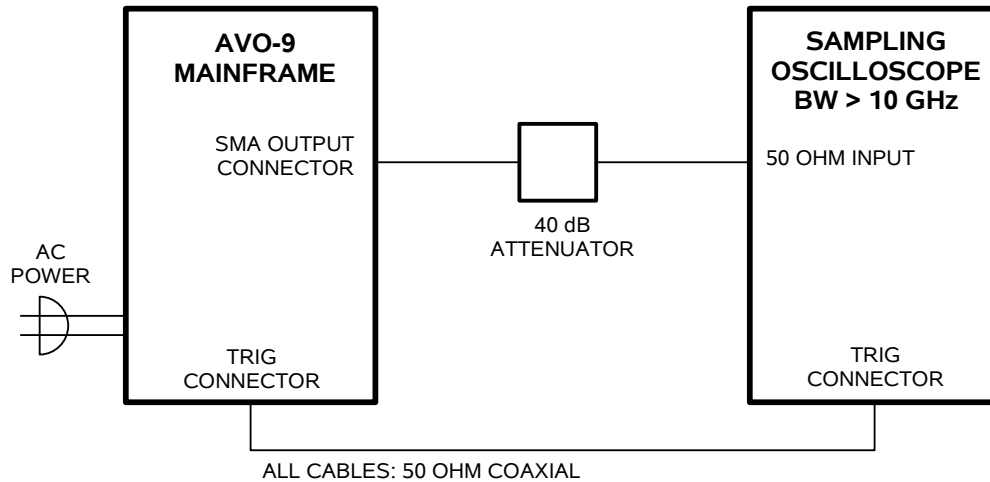 AVO-9
MAINFRAME
SMA OUTPUT
CONNECTOR
TRIG
CONNECTOR
AC
POWER
40 dB
ATTENUATOR
SAMPLING
OSCILLOSCOPE
BW > 10 GHz
50 OHM INPUT
TRIG
CONNECTOR
ALL CABLES: 50 OHM COAXIAL